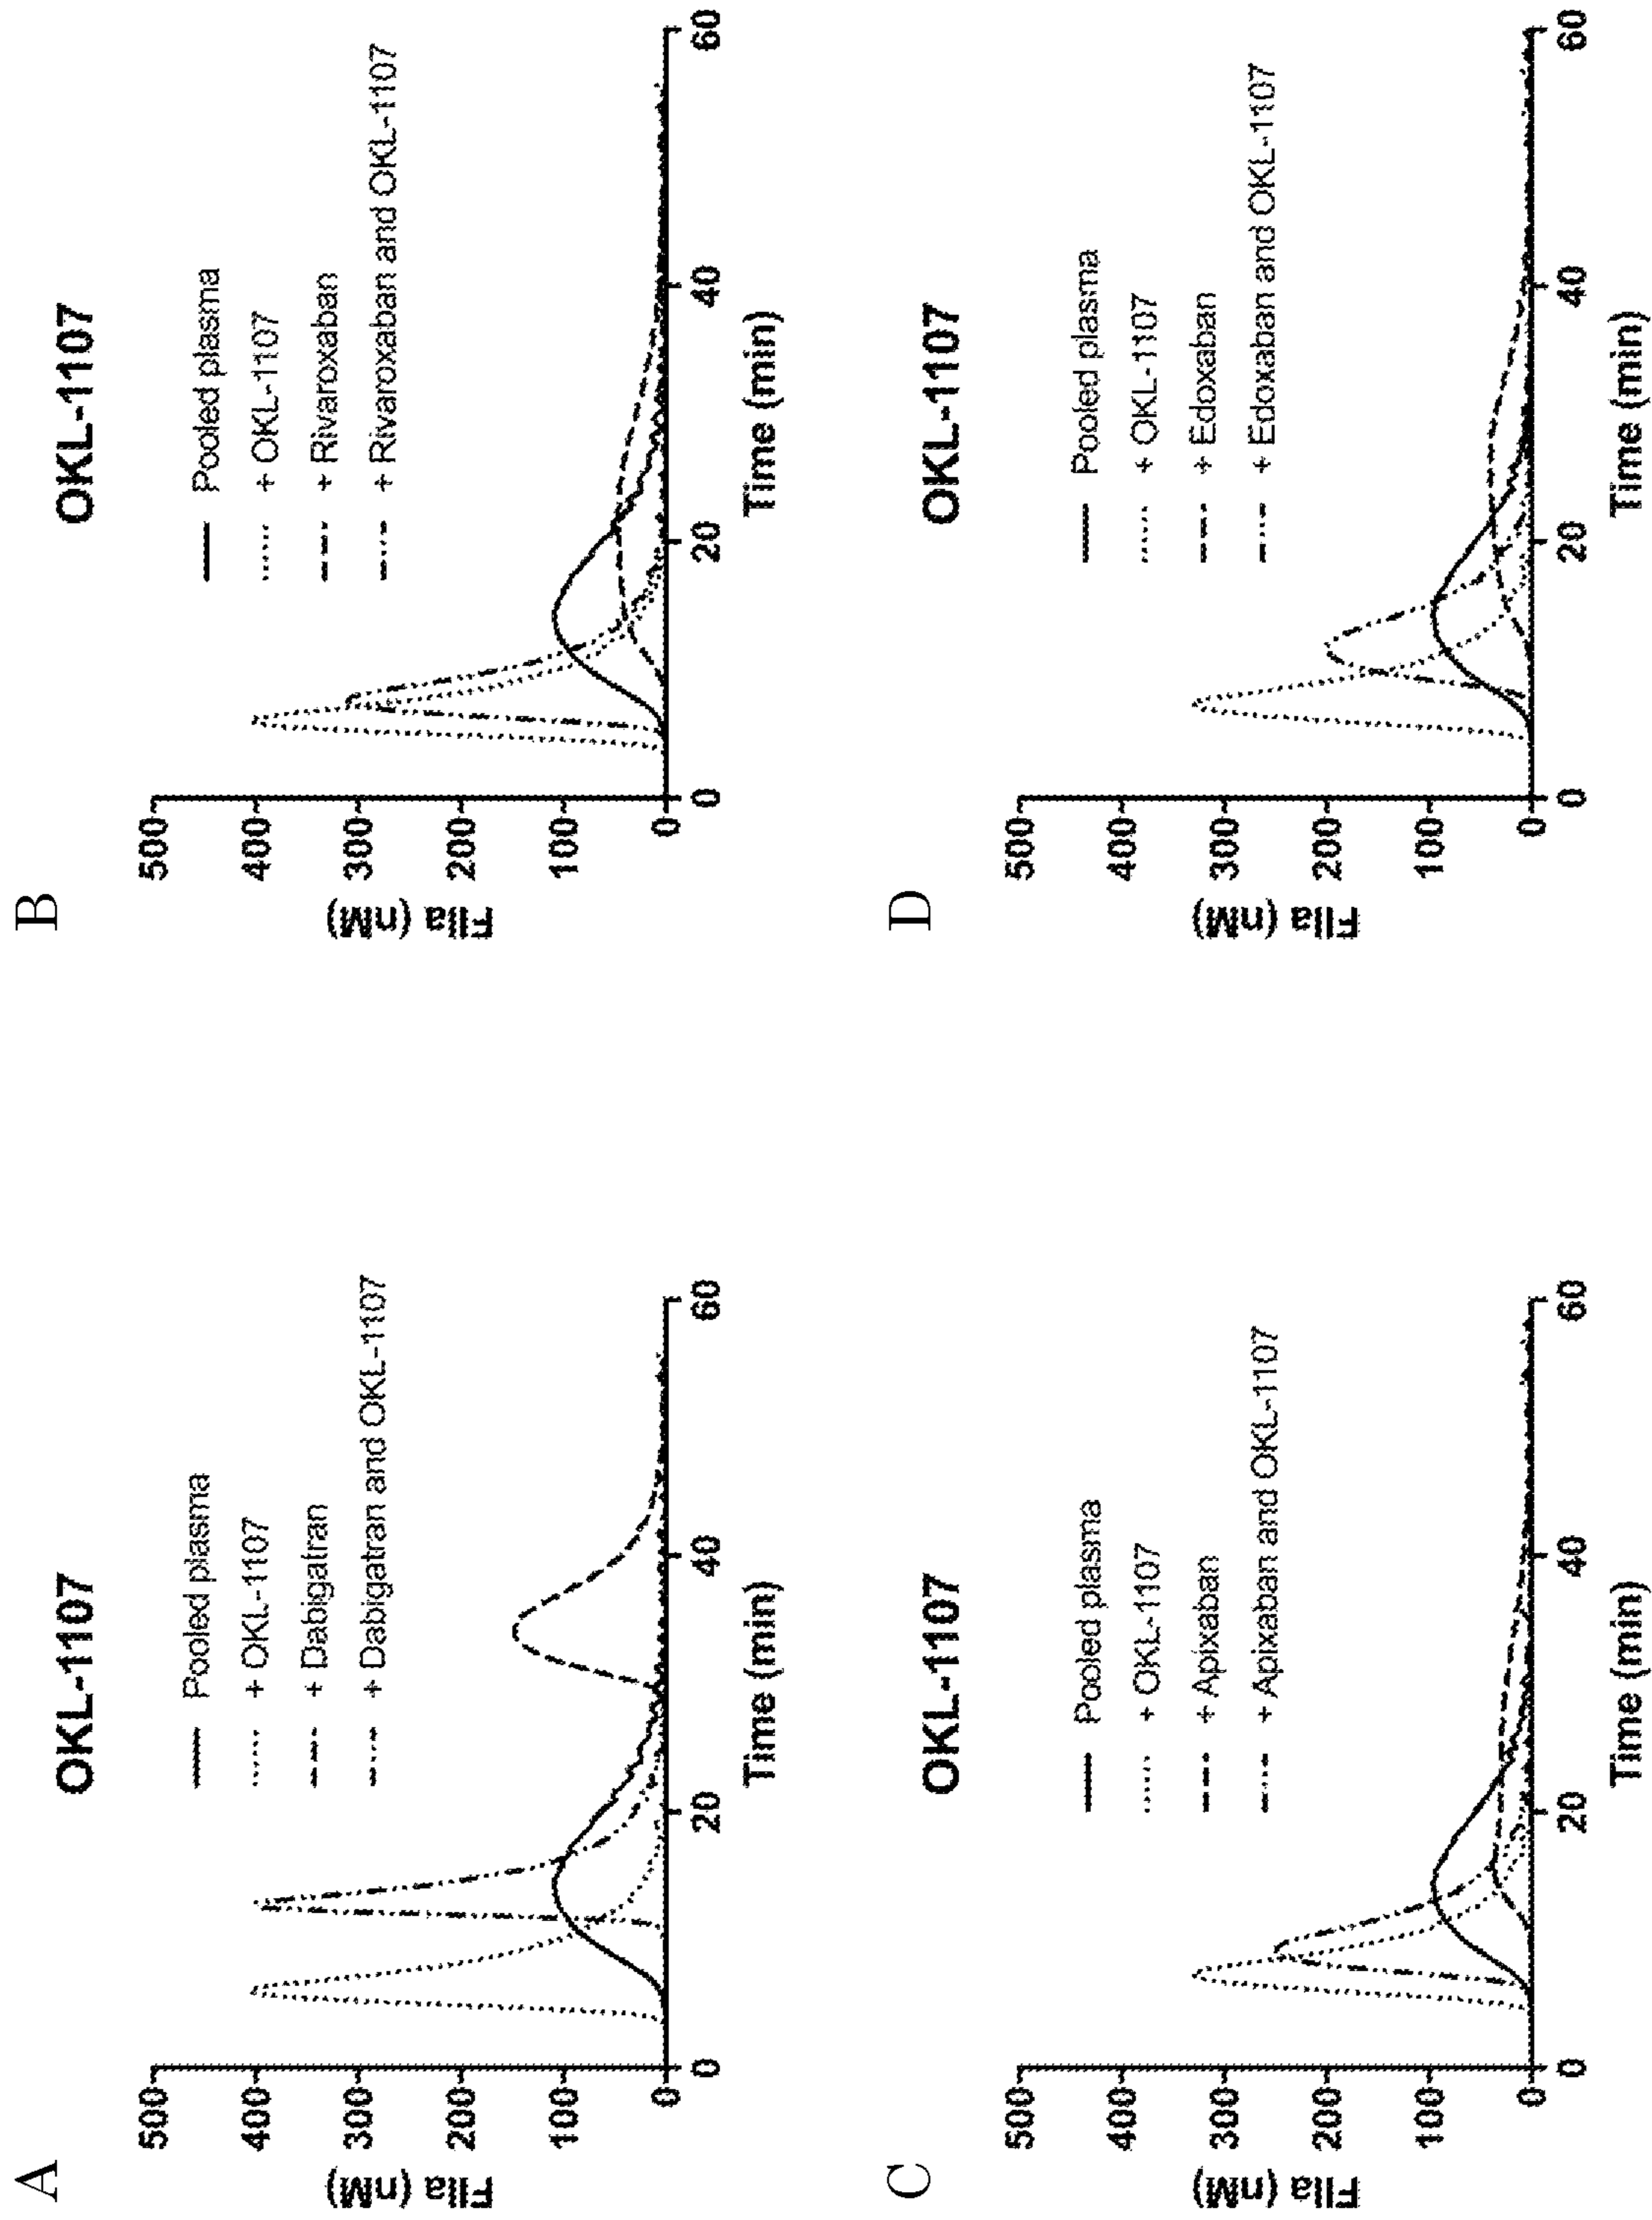 A
OKL-1107
FIIa (nM)
500
400
300
200
100
0
Pooled plasma
+ OKL-1107
+ Dabigatran
+ Dabigatran and OKL-1107
0
20
40
60
Time (min)
B
OKL-1107
FIIa (nM)
500
400
300
200
100
0
Pooled plasma
+ OKL-1107
+ Rivaroxaban
+ Rivaroxaban and OKL-1107
0
20
40
60
Time (min)
C
OKL-1107
FIIa (nM)
500
400
300
200
100
0
Pooled plasma
+ OKL-1107
+ Apixaban
+ Apixaban and OKL-1107
0
20
40
60
Time (min)
D
OKL-1107
FIIa (nM)
500
400
300
200
100
0
Pooled plasma
+ OKL-1107
+ Edoxaban
+ Edoxaban and OKL-1107
0
20
40
60
Time (min)